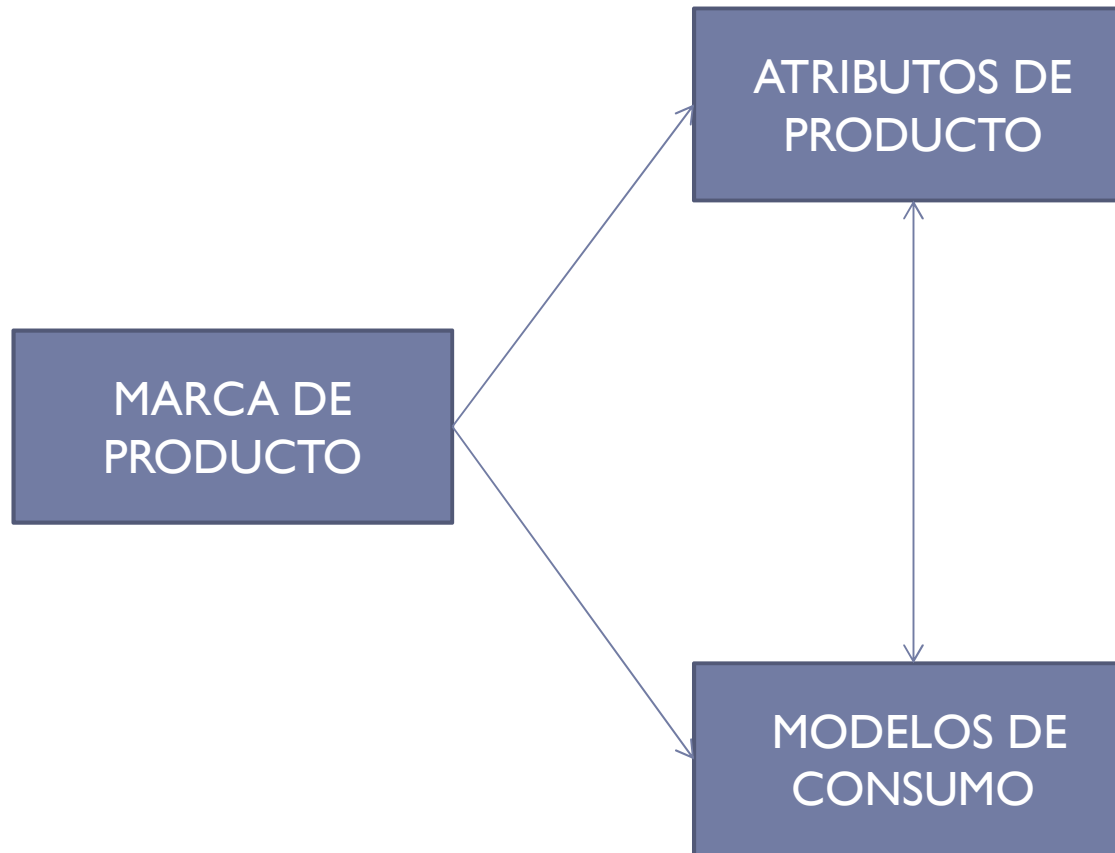 ATRIBUTOS DE
PRODUCTO
MARCA DE
PRODUCTO
MODELOS DE
CONSUMO